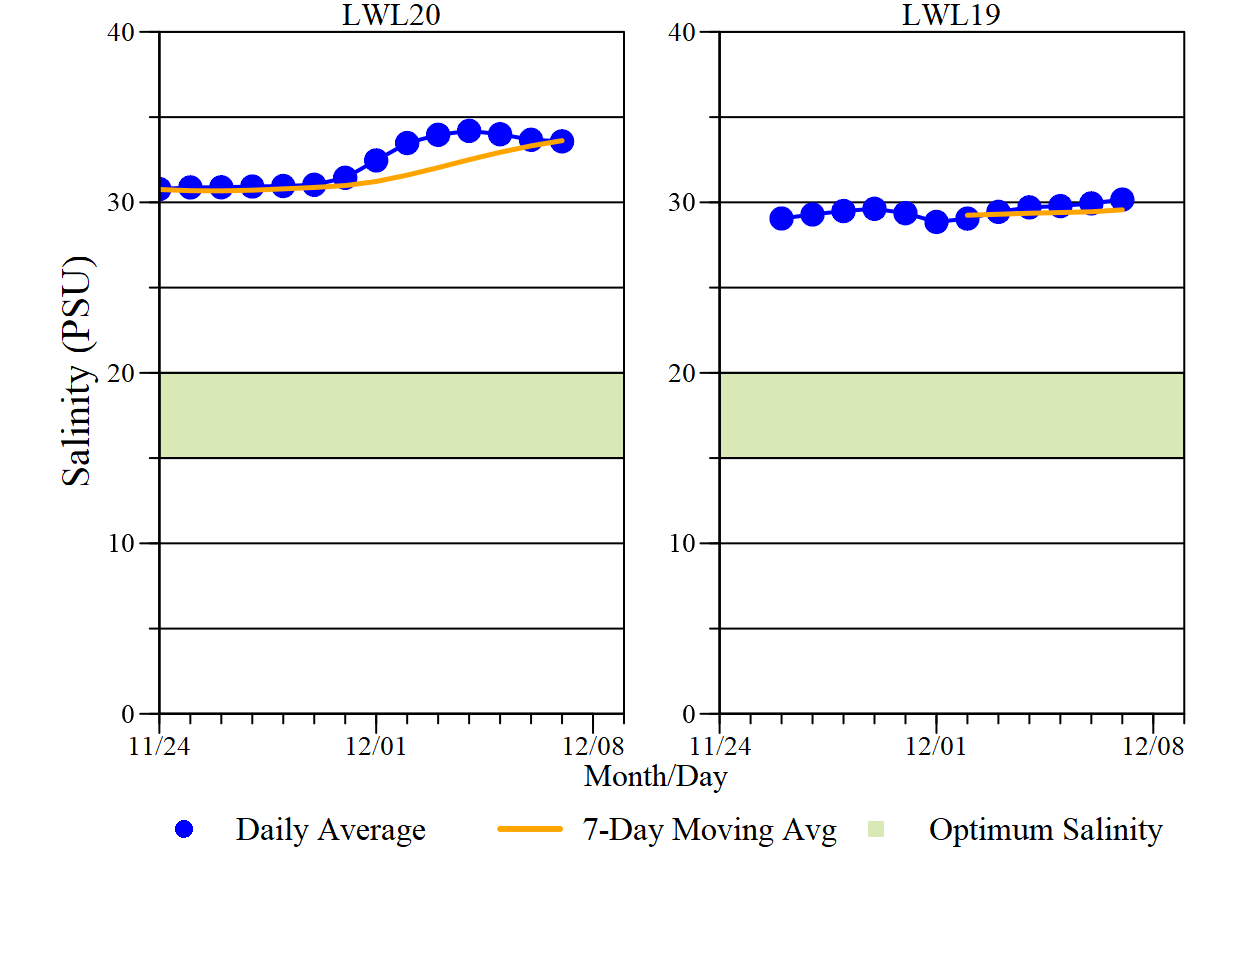 LWL20 LWL19
40 40
30 30
Salinity (PSU)
20 20
10 10
0 0
11/24 12/01 12/08 11/24 12/01 12/08
Month/Day
Daily Average 7-Day Moving Avg Optimum Salinity